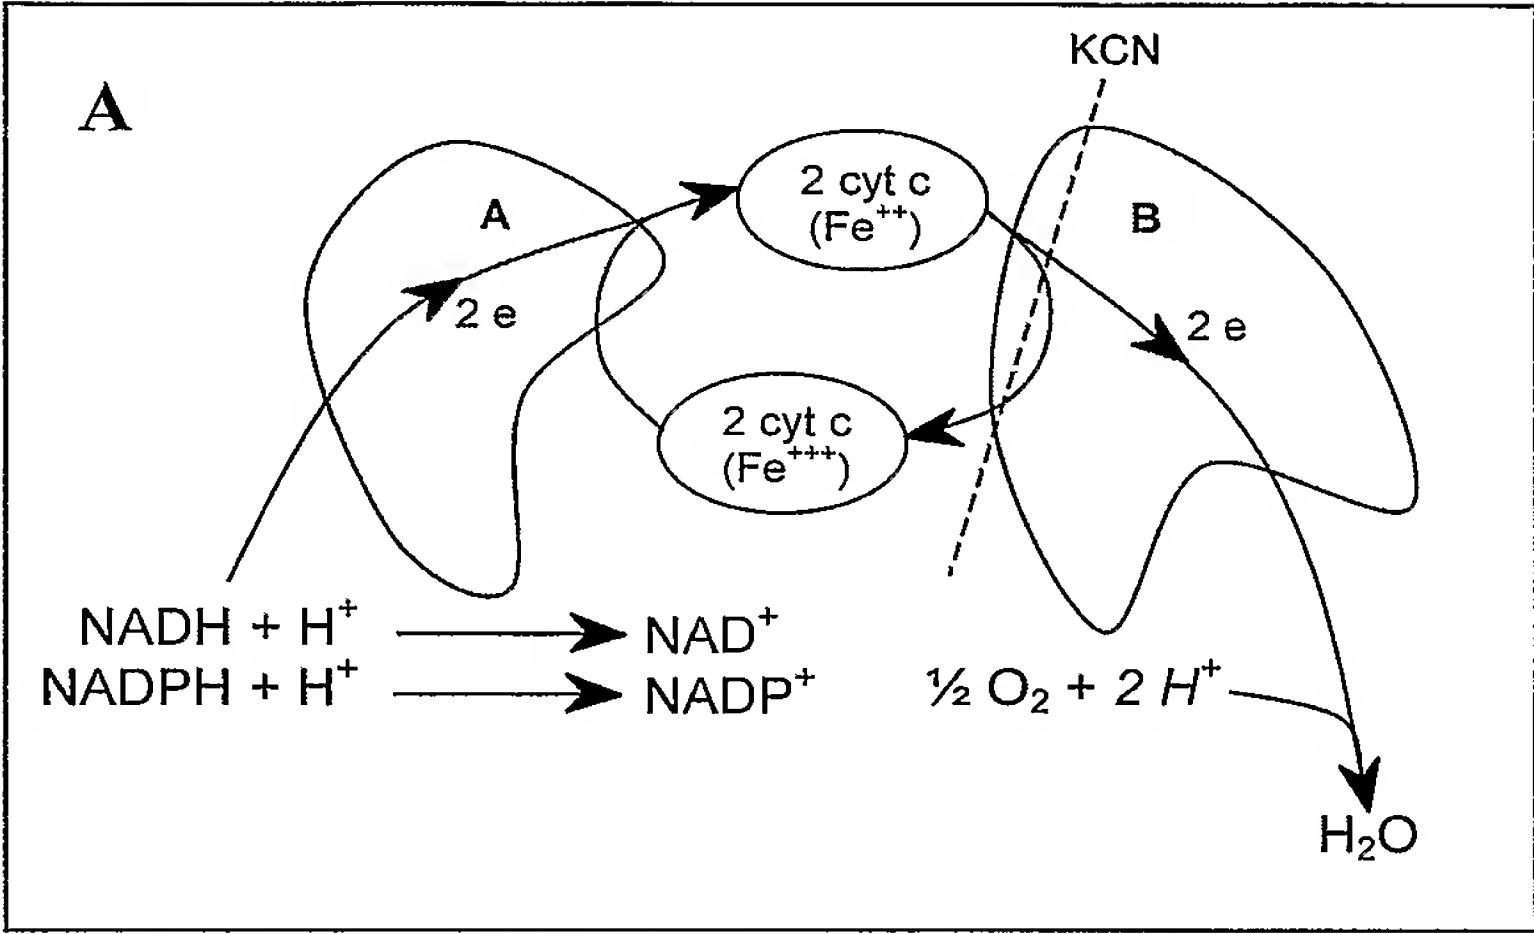 KCN
A
2 cyt c
(Fe⁺⁺)
A
B
2 e
2 e
2 cyt c
(Fe⁺⁺⁺)
NADH + H⁺ NAD⁺
NADPH + H⁺ NADP⁺
½ O₂ + 2 H⁺
H₂O